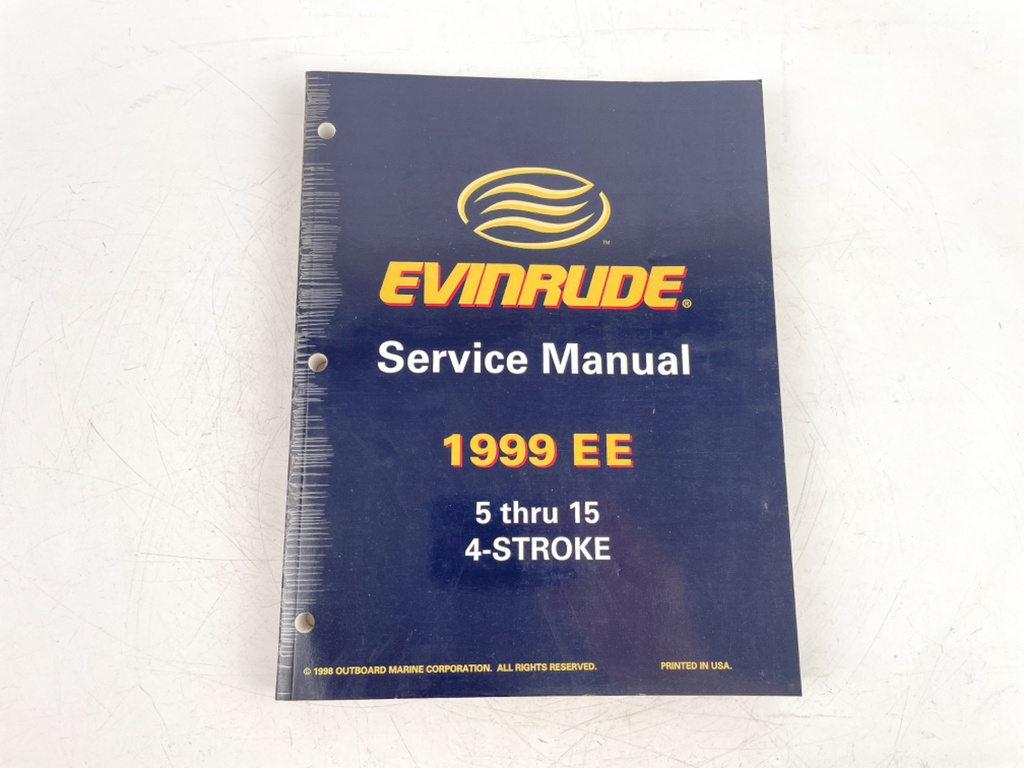 ™
EVINRUDE®
Service Manual
1999 EE
5 thru 15
4-STROKE
© 1998 OUTBOARD MARINE CORPORATION. ALL RIGHTS RESERVED. PRINTED IN USA.